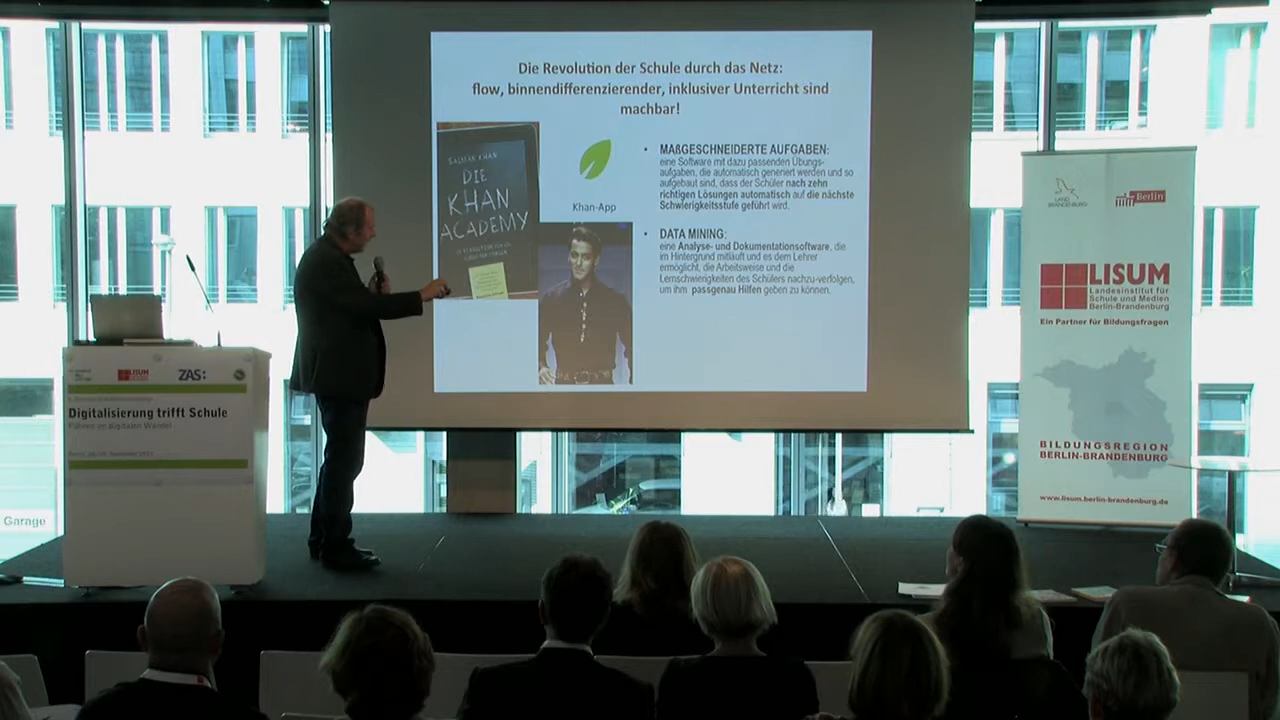 Die Revolution der Schule durch das Netz:
flow, binnendifferenzierender, inklusiver Unterricht sind
machbar!
SALMAN KHAN
DIE
KHAN
ACADEMY
Khan-App
• MAßGESCHNEIDERTE AUFGABEN:
eine Software mit dazu passenden Übungs-
aufgaben, die automatisch generiert werden und so
aufgebaut sind, dass der Schüler nach zehn
richtigen Lösungen automatisch auf die nächste
Schwierigkeitsstufe geführt wird.
• DATA MINING:
eine Analyse- und Dokumentationsoftware, die
im Hintergrund mitläuft und es dem Lehrer
ermöglicht, die Arbeitsweise und die
Lernschwierigkeiten des Schülers nachzu-verfolgen,
um ihm passgenau Hilfen geben zu können.
LAND
BRANDENBURG
Berlin
LISUM
Landesinstitut für
Schule und Medien
Berlin-Brandenburg
Ein Partner für Bildungsfragen
BILDUNGSREGION
BERLIN-BRANDENBURG
www.lisum.berlin-brandenburg.de
LISUM
ZAS:
Digitalisierung trifft Schule
Führen im digitalen Wandel
Garage